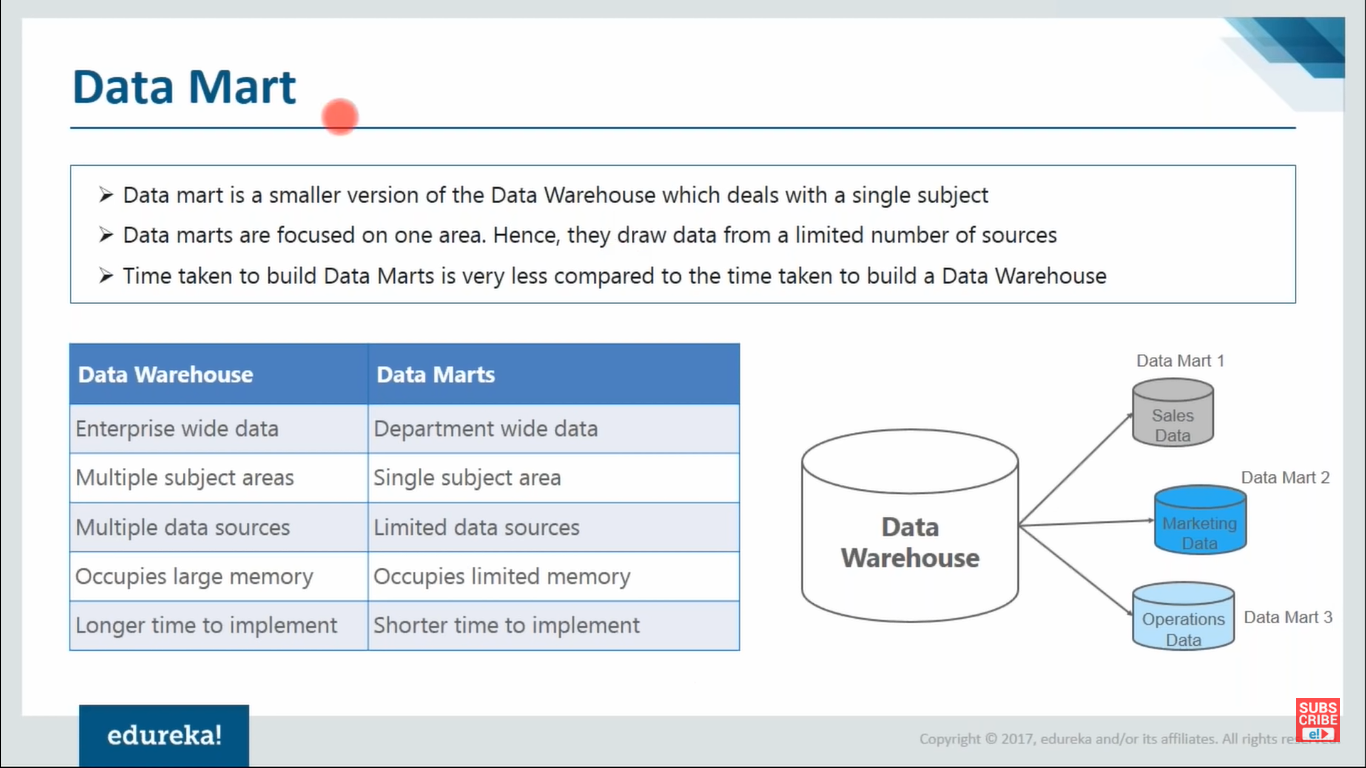 Data Mart
Data mart is a smaller version of the Data Warehouse which deals with a single subject
Data marts are focused on one area. Hence, they draw data from a limited number of sources
Time taken to build Data Marts is very less compared to the time taken to build a Data Warehouse
Data Warehouse Data Marts
Enterprise wide data Department wide data
Multiple subject areas Single subject area
Multiple data sources Limited data sources
Occupies large memory Occupies limited memory
Longer time to implement Shorter time to implement
Data
Warehouse
Data Mart 1
Sales
Data
Data Mart 2
Marketing
Data
Operations
Data
Data Mart 3
edureka!
Copyright © 2017, edureka and/or its affiliates. All rights
SUBS
CRIBE
e!